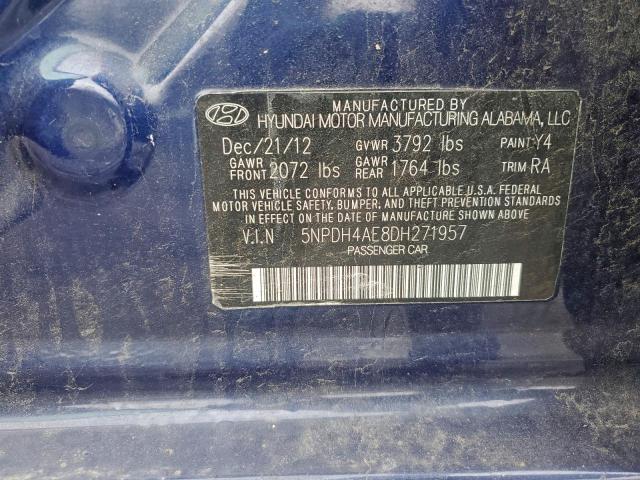 MANUFACTURED BY
HYUNDAI MOTOR MANUFACTURING ALABAMA, LLC
Dec/21/12 GVWR 3792 lbs PAINT Y4
GAWR FRONT 2072 lbs GAWR REAR 1764 lbs TRIM RA
THIS VEHICLE CONFORMS TO ALL APPLICABLE U.S.A. FEDERAL
MOTOR VEHICLE SAFETY, BUMPER, AND THEFT PREVENTION STANDARDS
IN EFFECT ON THE DATE OF MANUFACTURE SHOWN ABOVE.
V.I.N 5NPDH4AE8DH271957
PASSENGER CAR